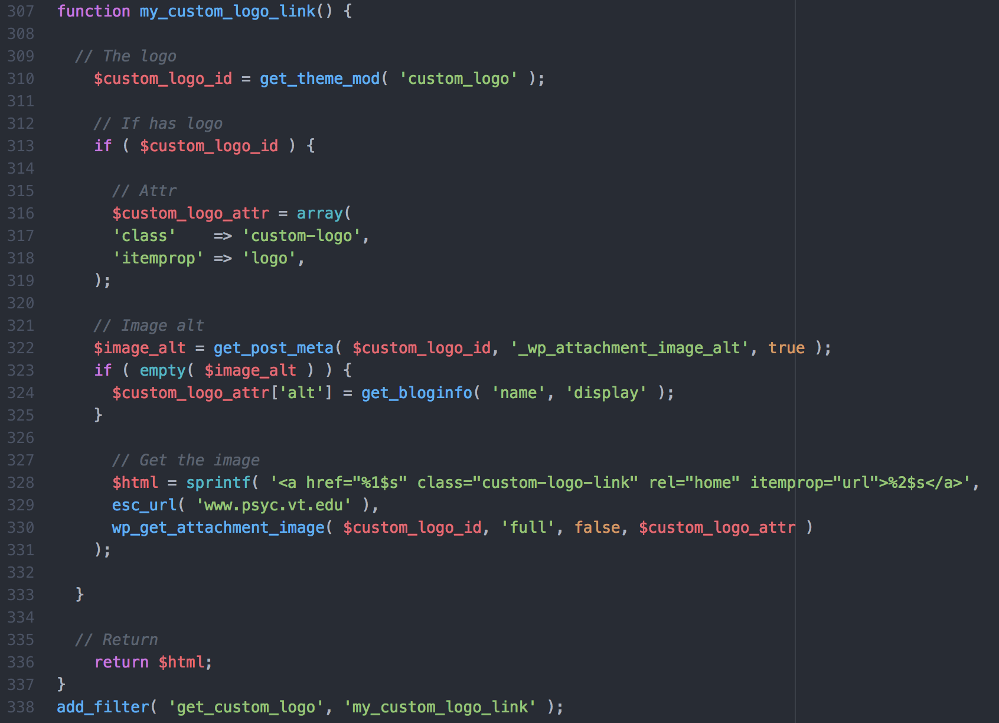 307 function my_custom_logo_link() {
308
309 // The logo
310 $custom_logo_id = get_theme_mod( 'custom_logo' );
311
312 // If has logo
313 if ( $custom_logo_id ) {
314
315 // Attr
316 $custom_logo_attr = array(
317 'class'    => 'custom-logo',
318 'itemprop' => 'logo',
319 );
320
321 // Image alt
322 $image_alt = get_post_meta( $custom_logo_id, '_wp_attachment_image_alt', true );
323 if ( empty( $image_alt ) ) {
324 $custom_logo_attr['alt'] = get_bloginfo( 'name', 'display' );
325 }
326
327 // Get the image
328 $html = sprintf( '<a href="%1$s" class="custom-logo-link" rel="home" itemprop="url">%2$s</a>',
329 esc_url( 'www.psyc.vt.edu' ),
330 wp_get_attachment_image( $custom_logo_id, 'full', false, $custom_logo_attr )
331 );
332
333 }
334
335 // Return
336 return $html;
337 }
338 add_filter( 'get_custom_logo', 'my_custom_logo_link' );